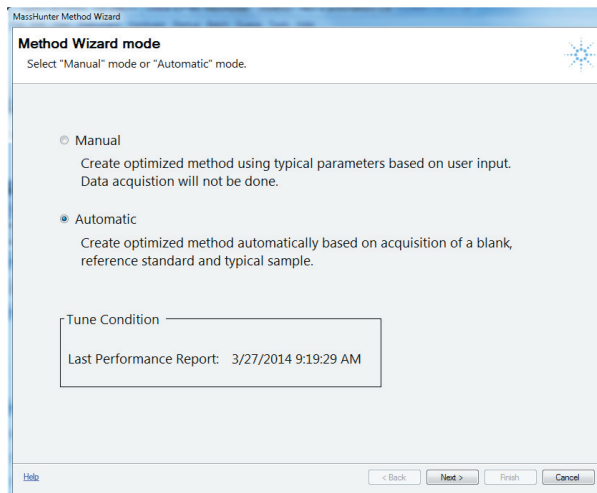 MassHunter Method Wizard
Method Wizard mode
Select "Manual" mode or "Automatic" mode.
Manual
Create optimized method using typical parameters based on user input.
Data acquistion will not be done.
Automatic
Create optimized method automatically based on acquisition of a blank,
reference standard and typical sample.
Tune Condition
Last Performance Report: 3/27/2014 9:19:29 AM
Help
< Back Next > Finish Cancel